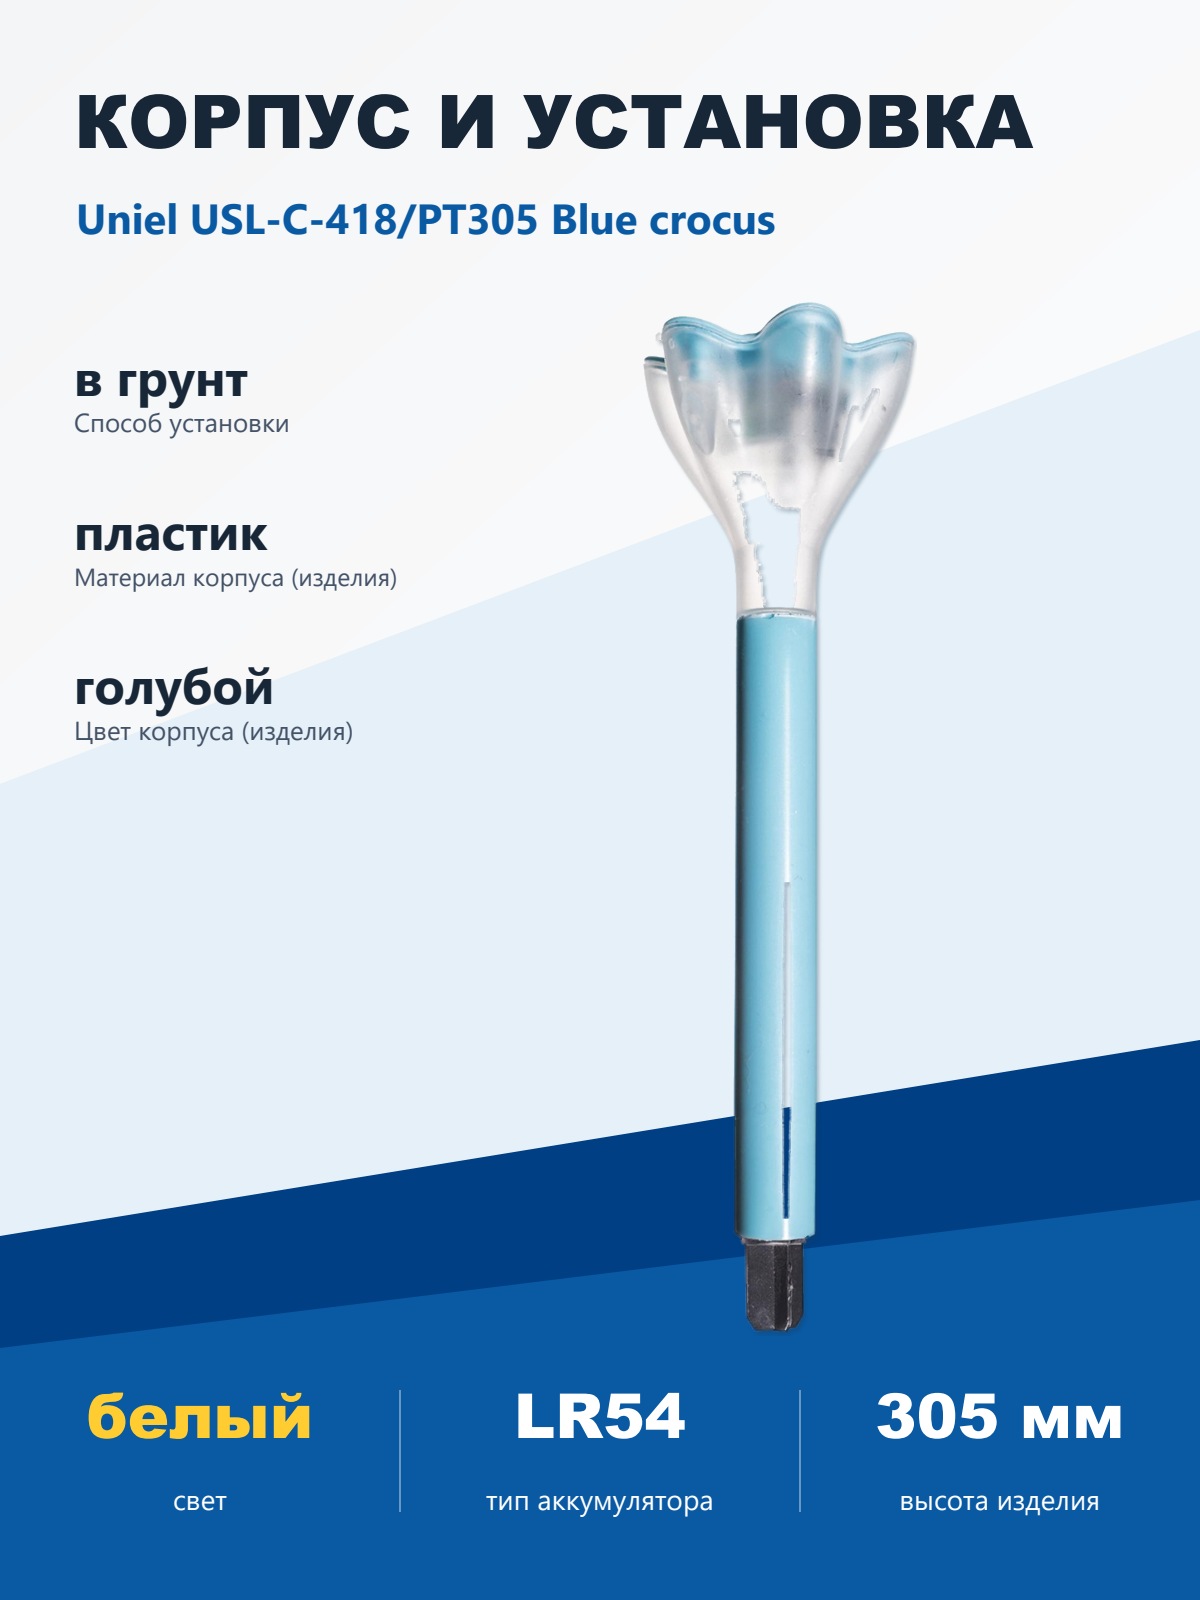 КОРПУС И УСТАНОВКА
Uniel USL-C-418/PT305 Blue crocus
в грунт
Способ установки
пластик
Материал корпуса (изделия)
голубой
Цвет корпуса (изделия)
белый
свет
LR54
тип аккумулятора
305 мм
высота изделия